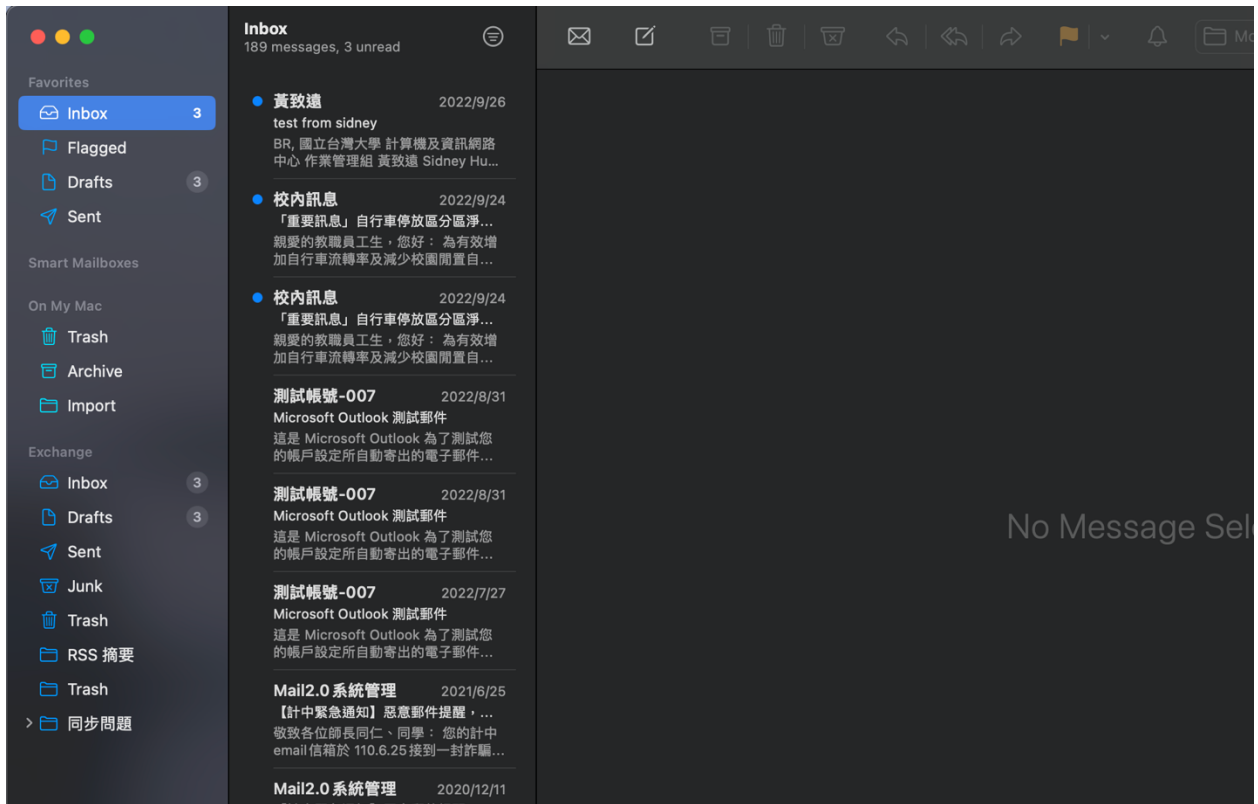 Favorites
Inbox 3
Flagged
Drafts 3
Sent
Smart Mailboxes
On My Mac
Trash
Archive
Import
Exchange
Inbox 3
Drafts 3
Sent
Junk
Trash
RSS 摘要
Trash
同步問題
Inbox
189 messages, 3 unread
黃致遠 2022/9/26
test from sidney
BR, 國立台灣大學 計算機及資訊網路
中心 作業管理組 黃致遠 Sidney Hu...
校內訊息 2022/9/24
「重要訊息」自行車停放區分區淨...
親愛的教職員工生，您好： 為有效增
加自行車流轉率及減少校園閒置自...
校內訊息 2022/9/24
「重要訊息」自行車停放區分區淨...
親愛的教職員工生，您好： 為有效增
加自行車流轉率及減少校園閒置自...
測試帳號-007 2022/8/31
Microsoft Outlook 測試郵件
這是 Microsoft Outlook 為了測試您
的帳戶設定所自動寄出的電子郵件...
測試帳號-007 2022/8/31
Microsoft Outlook 測試郵件
這是 Microsoft Outlook 為了測試您
的帳戶設定所自動寄出的電子郵件...
測試帳號-007 2022/7/27
Microsoft Outlook 測試郵件
這是 Microsoft Outlook 為了測試您
的帳戶設定所自動寄出的電子郵件...
Mail2.0系統管理 2021/6/25
【計中緊急通知】惡意郵件提醒，...
敬致各位師長同仁、同學： 您的計中
email信箱於 110.6.25接到一封詐騙...
Mail2.0系統管理 2020/12/11
Mo
No Message Sele